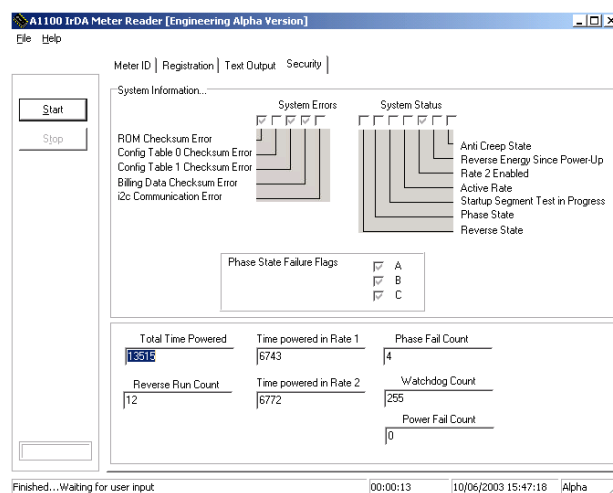 A1100 IrDA Meter Reader [Engineering Alpha Version]
File Help
Meter ID Registration Text Output Security
Start
Stop
System Information...
System Errors
System Status
ROM Checksum Error
Config Table 0 Checksum Error
Config Table 1 Checksum Error
Billing Data Checksum Error
i2c Communication Error
Anti Creep State
Reverse Energy Since Power-Up
Rate 2 Enabled
Active Rate
Startup Segment Test in Progress
Phase State
Reverse State
Phase State Failure Flags
A
B
C
Total Time Powered
13515
Time powered in Rate 1
6743
Phase Fail Count
4
Reverse Run Count
12
Time powered in Rate 2
6772
Watchdog Count
255
Power Fail Count
0
Finished...Waiting for user input 00:00:13 10/06/2003 15:47:18 Alpha